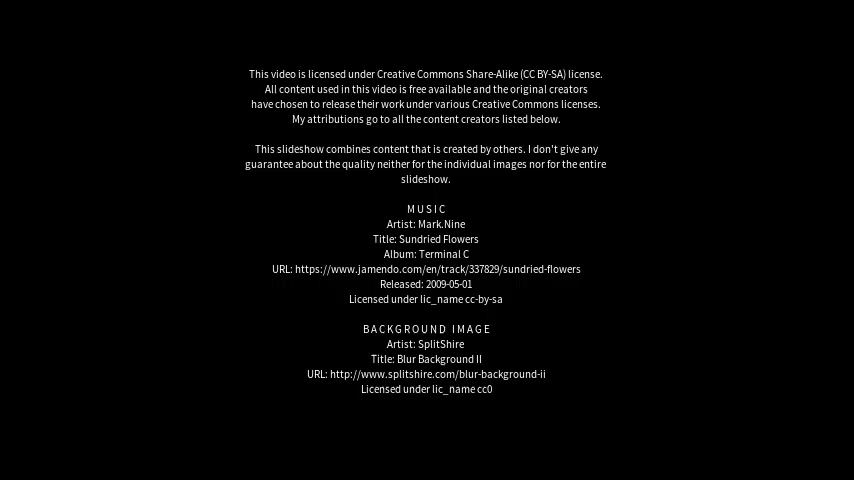 This video is licensed under Creative Commons Share-Alike (CC BY-SA) license.
All content used in this video is free available and the original creators
have chosen to release their work under various Creative Commons licenses.
My attributions go to all the content creators listed below.
This slideshow combines content that is created by others. I don't give any
guarantee about the quality neither for the individual images nor for the entire
slideshow.
MUSIC
Artist: Mark.Nine
Title: Sundried Flowers
Album: Terminal C
URL: https://www.jamendo.com/en/track/337829/sundried-flowers
Released: 2009-05-01
Licensed under lic_name cc-by-sa
BACKGROUND IMAGE
Artist: SplitShire
Title: Blur Background II
URL: http://www.splitshire.com/blur-background-ii
Licensed under lic_name cc0